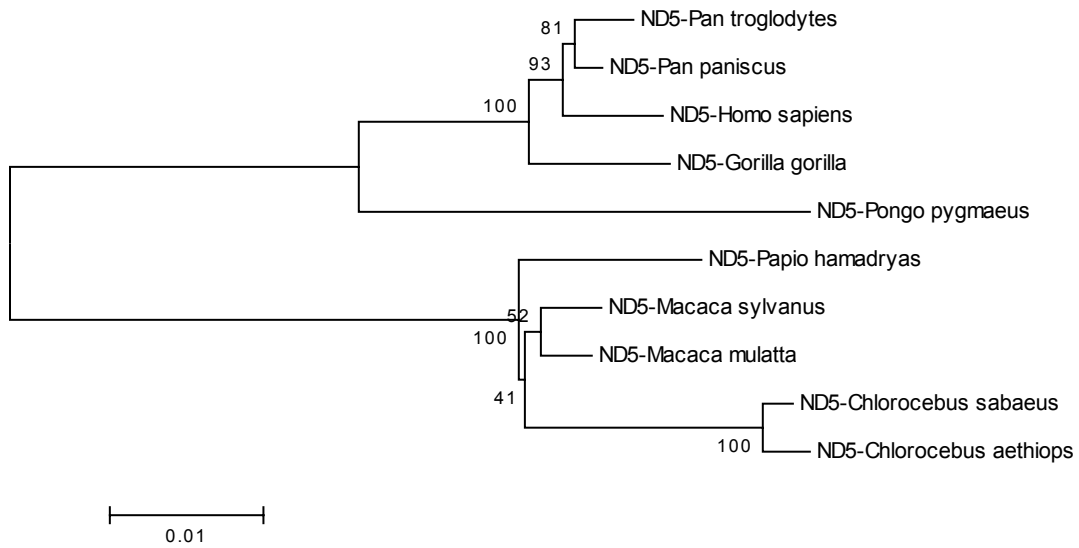 ND5-Pan troglodytes
81
ND5-Pan paniscus
93
100
ND5-Homo sapiens
ND5-Gorilla gorilla
ND5-Pongo pygmaeus
ND5-Papio hamadryas
ND5-Macaca sylvanus
52
100
ND5-Macaca mulatta
41
ND5-Chlorocebus sabaeus
100
ND5-Chlorocebus aethiops
0.01